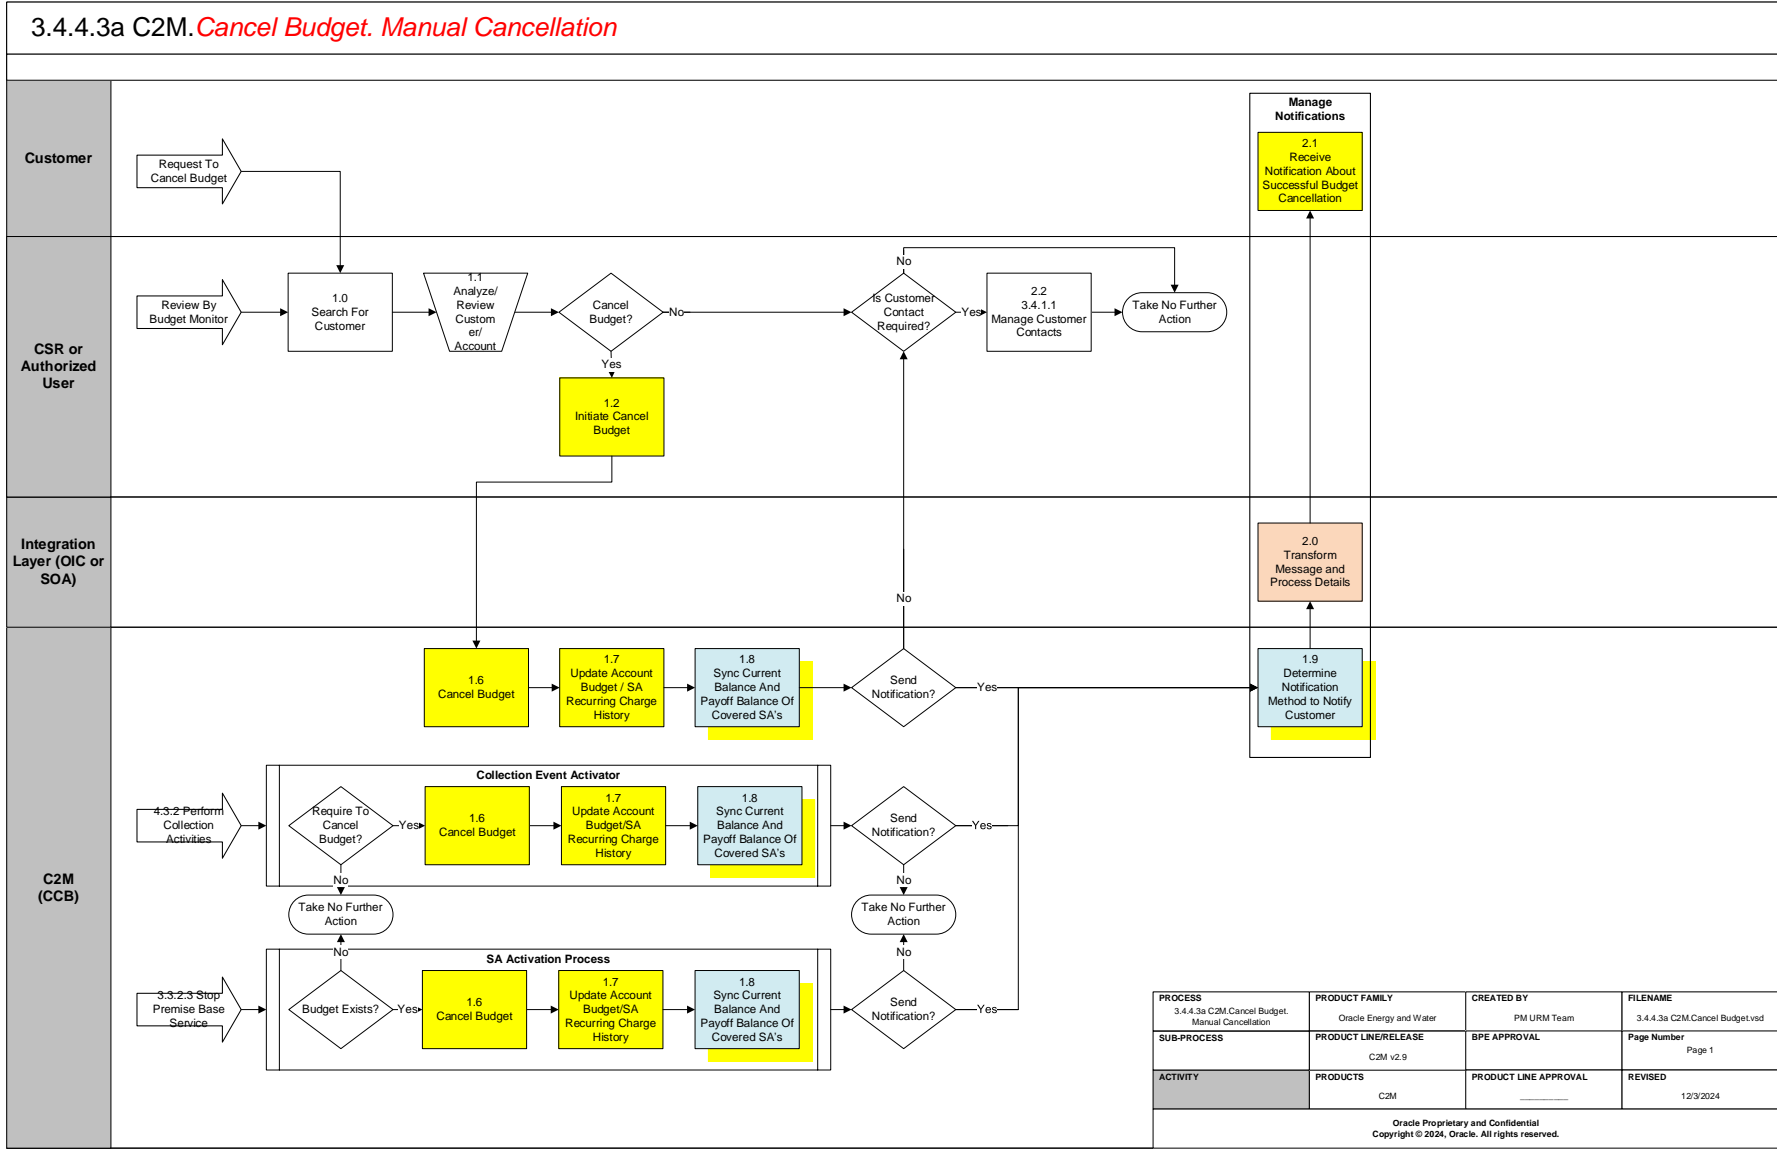 3.4.4.3a C2M.Cancel Budget. Manual Cancellation
Customer
Request To
Cancel Budget
Manage
Notifications
2.1
Receive
Notification About
Successful Budget
Cancellation
CSR or
Authorized
User
Review By
Budget Monitor
1.0
Search For
Customer
1.1
Analyze/
Review
Custom
er/
Account
Cancel
Budget?
No
Yes
1.2
Initiate Cancel
Budget
No
Is Customer
Contact
Required?
Yes
2.2
3.4.1.1
Manage Customer
Contacts
Take No Further
Action
Integration
Layer (OIC or
SOA)
No
2.0
Transform
Message and
Process Details
C2M
(CCB)
1.6
Cancel Budget
1.7
Update Account
Budget / SA
Recurring Charge
History
1.8
Sync Current
Balance And
Payoff Balance Of
Covered SA's
Send
Notification?
Yes
1.9
Determine
Notification
Method to Notify
Customer
4.3.2 Perform
Collection
Activities
Collection Event Activator
Require To
Cancel
Budget?
Yes
1.6
Cancel Budget
1.7
Update Account
Budget/SA
Recurring Charge
History
1.8
Sync Current
Balance And
Payoff Balance Of
Covered SA's
Send
Notification?
Yes
No
No
Take No Further
Action
Take No Further
Action
No
No
3.3.2.3 Stop
Premise Base
Service
SA Activation Process
Budget Exists?
Yes
1.6
Cancel Budget
1.7
Update Account
Budget/SA
Recurring Charge
History
1.8
Sync Current
Balance And
Payoff Balance Of
Covered SA's
Send
Notification?
Yes
PROCESS
3.4.4.3a C2M.Cancel Budget.
Manual Cancellation
PRODUCT FAMILY
Oracle Energy and Water
CREATED BY
PM URM Team
FILENAME
3.4.4.3a C2M.Cancel Budget.vsd
SUB-PROCESS
PRODUCT LINE/RELEASE
C2M v2.9
BPE APPROVAL
Page Number
Page 1
ACTIVITY
PRODUCTS
C2M
PRODUCT LINE APPROVAL
____________
REVISED
12/3/2024
Oracle Proprietary and Confidential
Copyright © 2024, Oracle. All rights reserved.